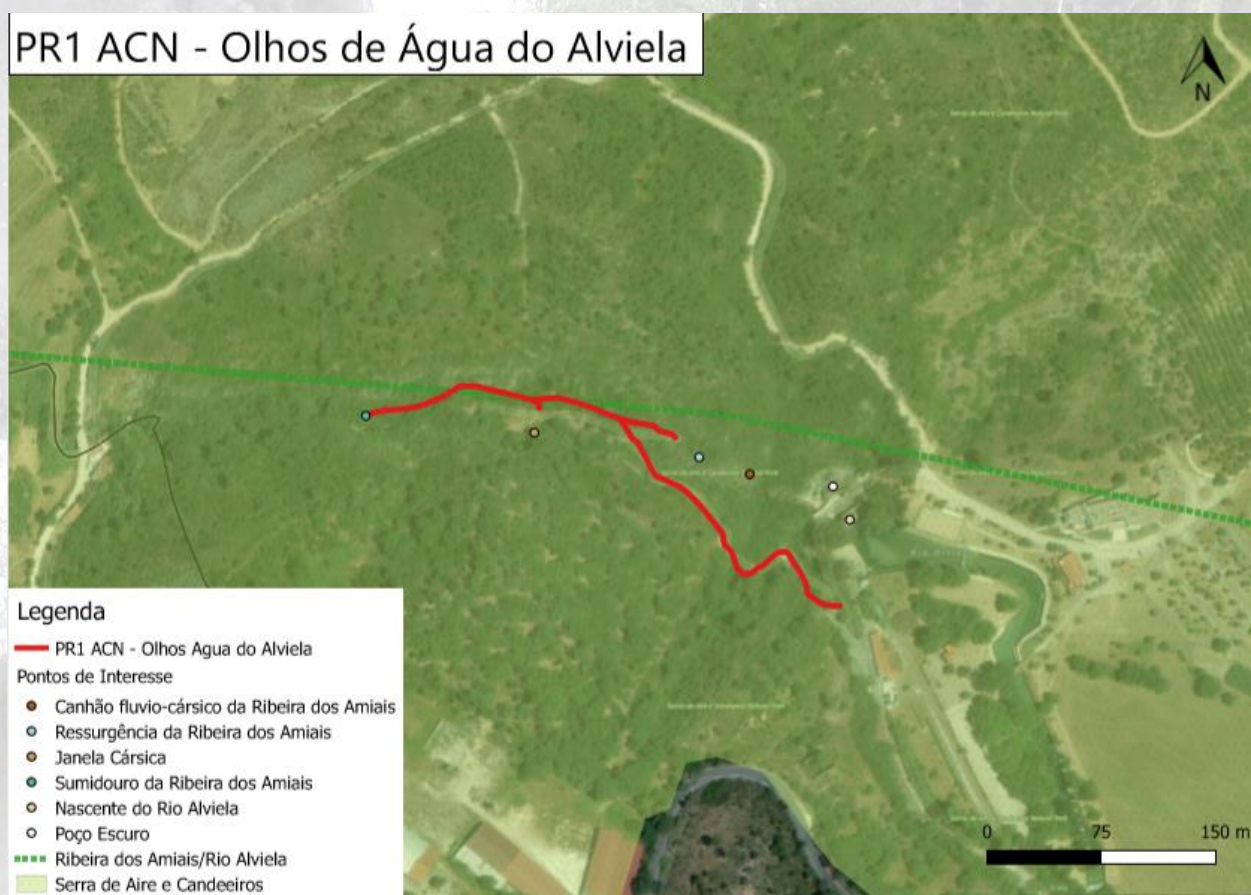 PR1 ACN - Olhos de Água do Alviela
N
Legenda
PR1 ACN - Olhos Agua do Alviela
Pontos de Interesse
Canhão fluvio-cársico da Ribeira dos Amiais
Ressurgência da Ribeira dos Amiais
Janela Cársica
Sumidouro da Ribeira dos Amiais
Nascente do Rio Alviela
Poço Escuro
Ribeira dos Amiais/Rio Alviela
Serra de Aire e Candeeiros
0 75 150 m